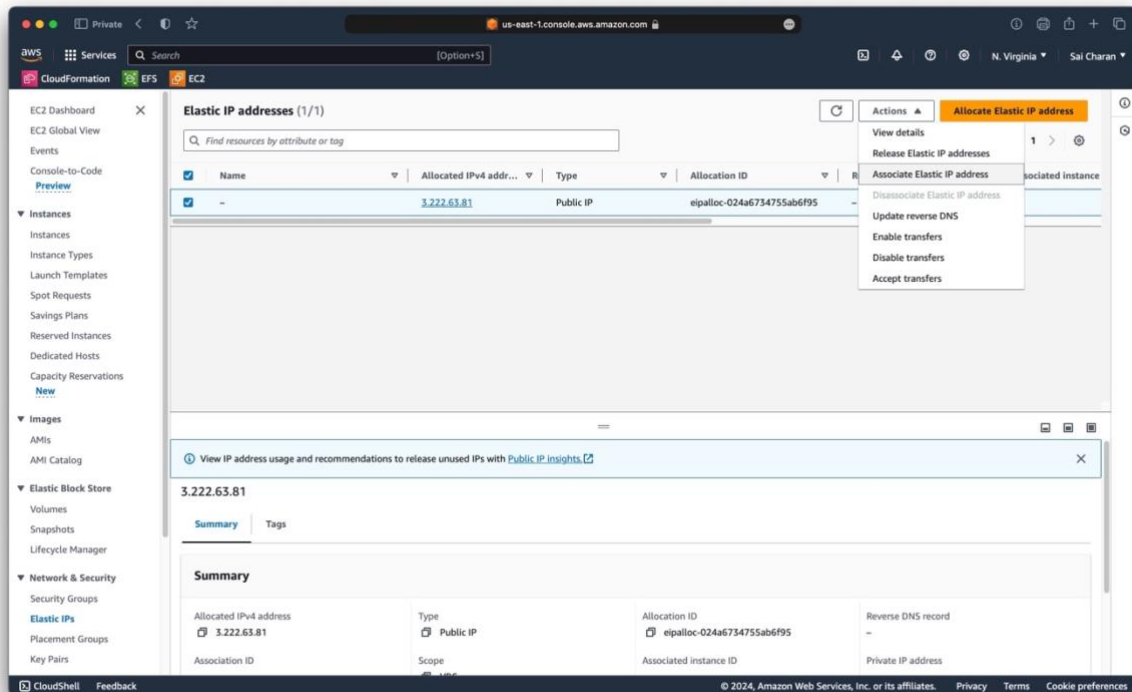 Private
us-east-1.console.aws.amazon.com
aws
Services
Search
[Option+S]
N. Virginia
Sai Charan
CloudFormation
EFS
EC2
EC2 Dashboard
EC2 Global View
Events
Console-to-Code
Preview
Instances
Instances
Instance Types
Launch Templates
Spot Requests
Savings Plans
Reserved Instances
Dedicated Hosts
Capacity Reservations
New
Images
AMIs
AMI Catalog
Elastic Block Store
Volumes
Snapshots
Lifecycle Manager
Network & Security
Security Groups
Elastic IPs
Placement Groups
Key Pairs
Elastic IP addresses (1/1)
Actions
Allocate Elastic IP address
Find resources by attribute or tag
1
View details
Release Elastic IP addresses
Associate Elastic IP address
Disassociate Elastic IP address
Update reverse DNS
Enable transfers
Disable transfers
Accept transfers
Name
Allocated IPv4 addr...
Type
Allocation ID
R
sociated instance
–
3.222.63.81
Public IP
eipalloc-024a6734755ab6f95
–
View IP address usage and recommendations to release unused IPs with Public IP insights.
3.222.63.81
Summary
Tags
Summary
Allocated IPv4 address
3.222.63.81
Type
Public IP
Allocation ID
eipalloc-024a6734755ab6f95
Reverse DNS record
–
Association ID
Scope
Associated instance ID
Private IP address
CloudShell
Feedback
© 2024, Amazon Web Services, Inc. or its affiliates.
Privacy
Terms
Cookie preferences